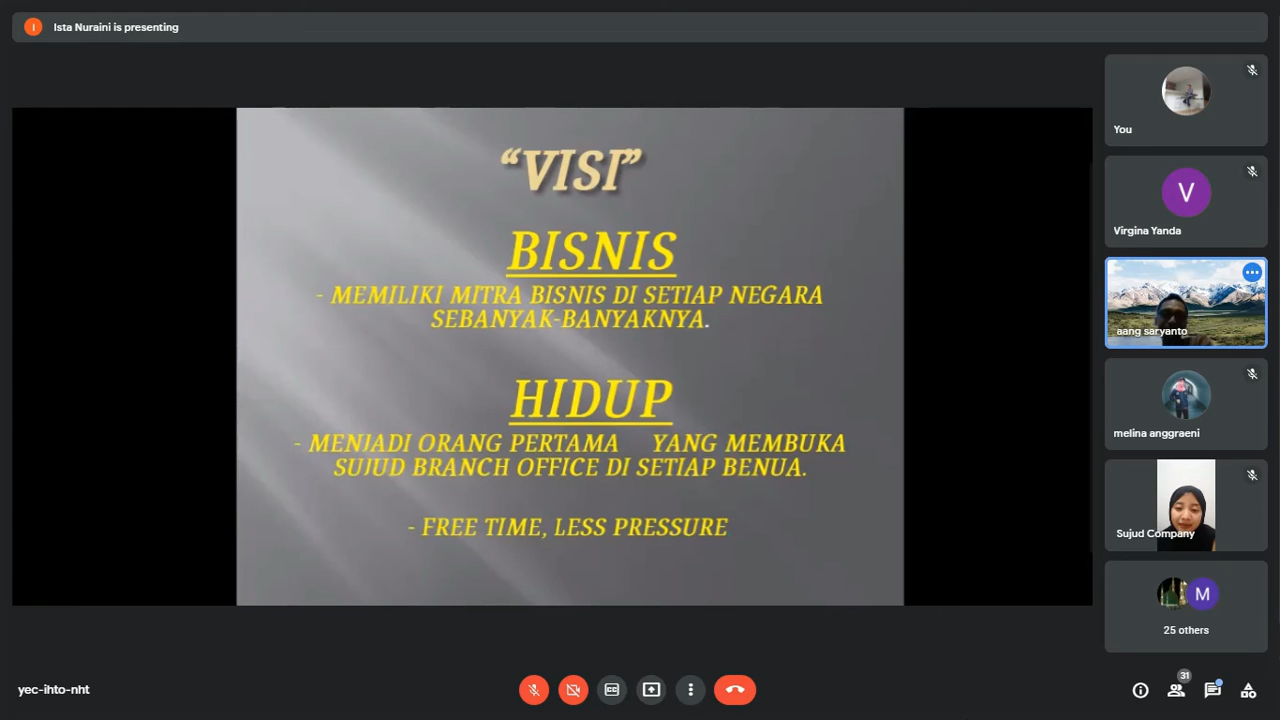 I
Ista Nuraini is presenting
"VISI"
BISNIS
- MEMILIKI MITRA BISNIS DI SETIAP NEGARA
SEBANYAK-BANYAKNYA.
HIDUP
- MENJADI ORANG PERTAMA YANG MEMBUKA
SUJUD BRANCH OFFICE DI SETIAP BENUA.
- FREE TIME, LESS PRESSURE
You
V
Virgina Yanda
aang saryanto
melina anggraeni
Sujud Company
M
25 others
yec-ihto-nht
CC
31